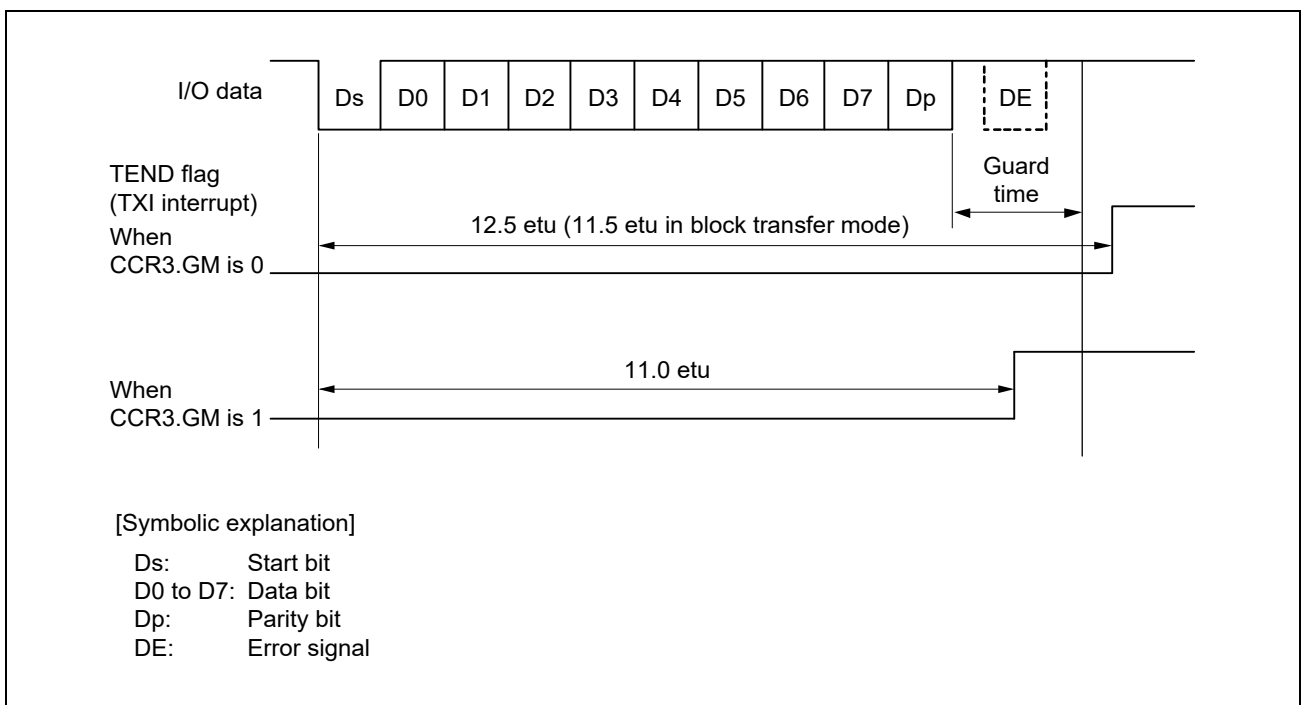 I/O data
Ds D0 D1 D2 D3 D4 D5 D6 D7 Dp DE
Guard
time
TEND flag
(TXI interrupt)
When
CCR3.GM is 0
12.5 etu (11.5 etu in block transfer mode)
11.0 etu
When
CCR3.GM is 1
[Symbolic explanation]
Ds: Start bit
D0 to D7: Data bit
Dp: Parity bit
DE: Error signal